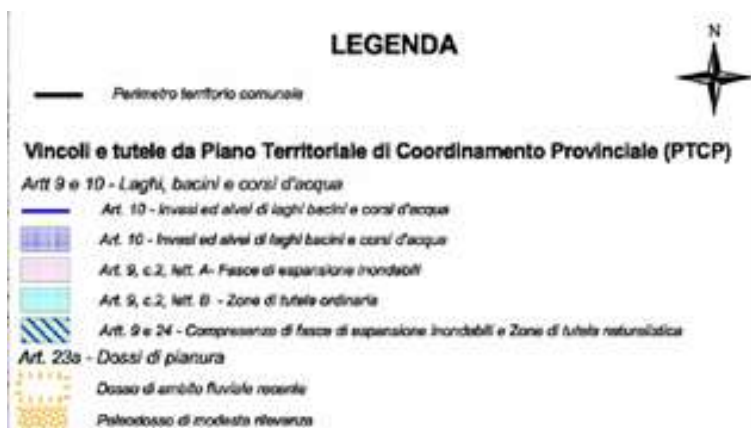 LEGENDA
N
Perimetro territorio comunale
Vincoli e tutele da Piano Territoriale di Coordinamento Provinciale (PTCP)
Artt 9 e 10 - Laghi, bacini e corsi d'acqua
Art. 10 - Invasi ed alvei di laghi bacini e corsi d'acqua
Art. 10 - Invasi ed alvei di laghi bacini e corsi d'acqua
Art. 9, c.2, lett. A- Fasce di espansione inondabili
Art. 9, c.2, lett. B - Zone di tutela ordinaria
Artt. 9 e 24 - Compresenza di fasce di espansione inondabili e Zone di tutela naturalistica
Art. 23a - Dossi di pianura
Dosso di ambito fluviale recente
Paleodosso di modesta rilevanza